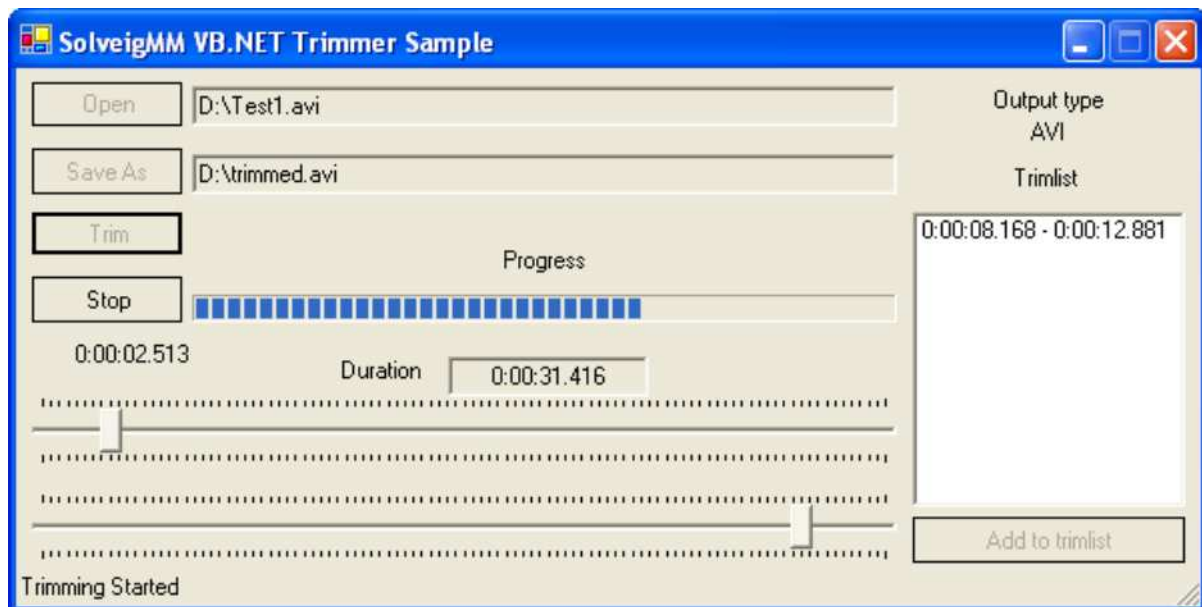 SolveigMM VB.NET Trimmer Sample
Open
D:\Test1.avi
Output type
AVI
Save As
D:\trimmed.avi
Trimlist
Trim
0:00:08.168 - 0:00:12.881
Progress
Stop
0:00:02.513
Duration
0:00:31.416
Add to trimlist
Trimming Started